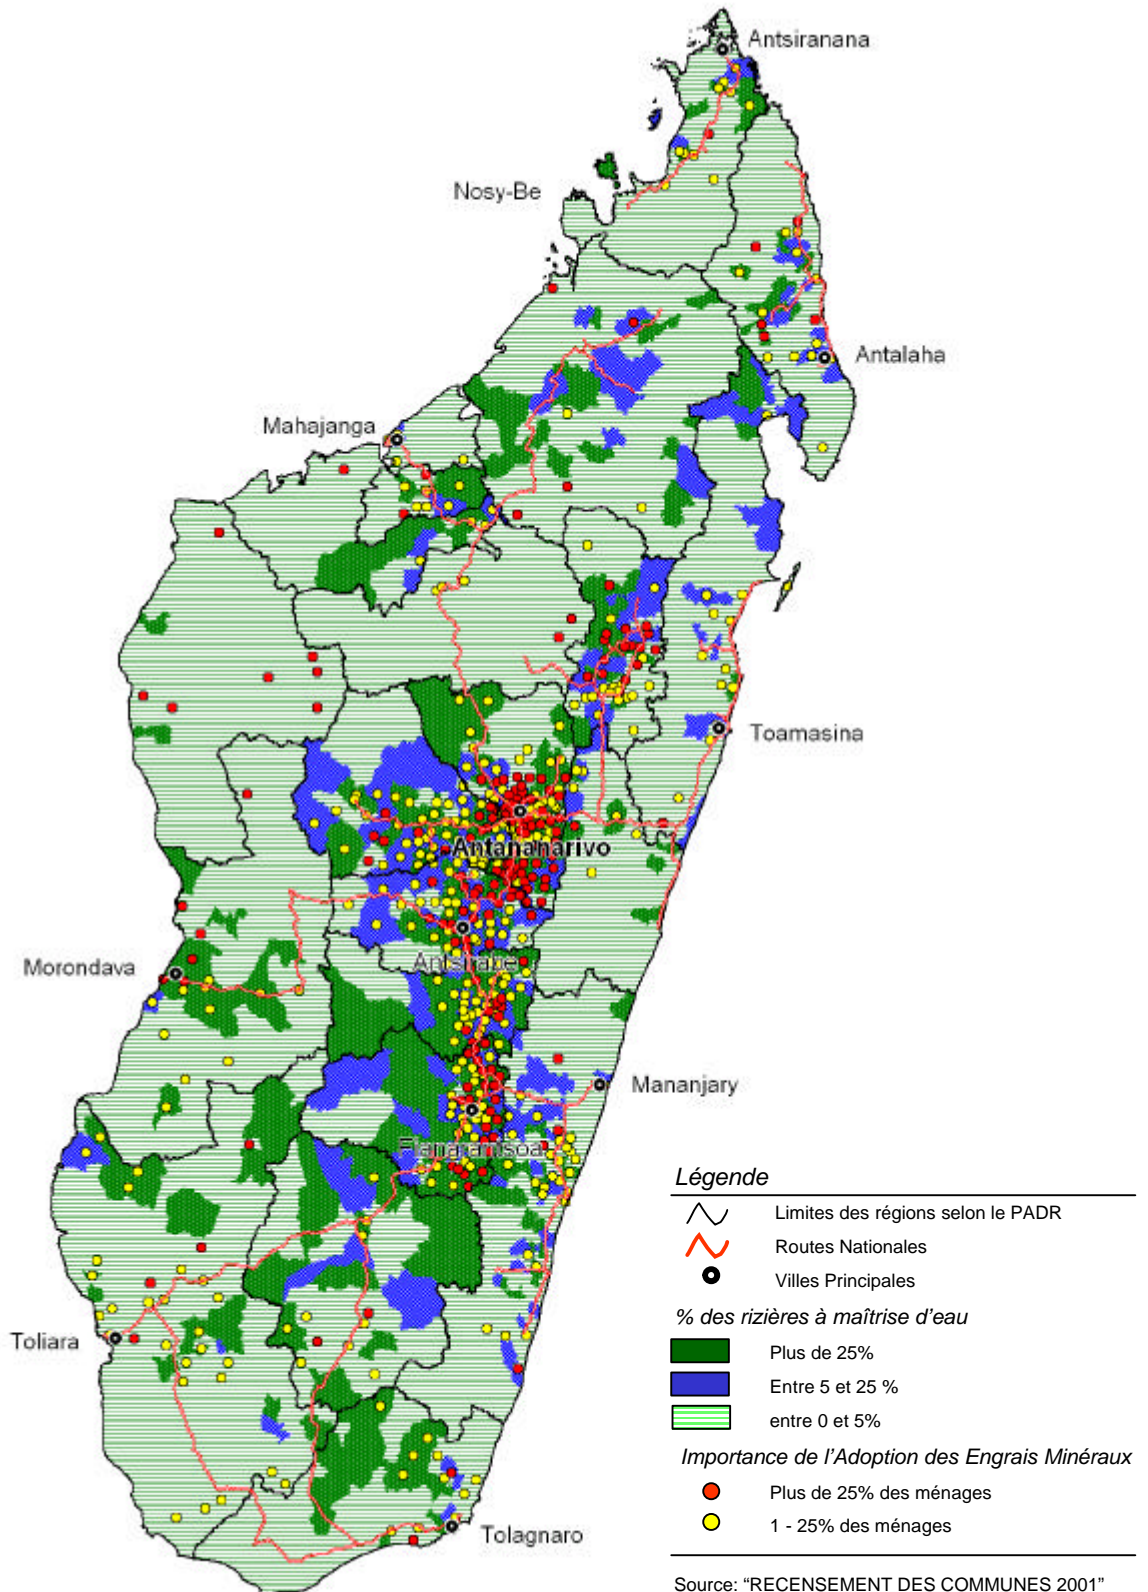 Antsiranana
Nosy-Be
Antalaha
Mahajanga
Toamasina
Antananarivo
Morondava
Antsirabe
Mananjary
Fianarantsoa
Toliara
Tolagnaro
Légende
Limites des régions selon le PADR
Routes Nationales
Villes Principales
% des rizières à maîtrise d'eau
Plus de 25%
Entre 5 et 25 %
entre 0 et 5%
Importance de l'Adoption des Engrais Minéraux
Plus de 25% des ménages
1 - 25% des ménages
Source: “RECENSEMENT DES COMMUNES 2001”